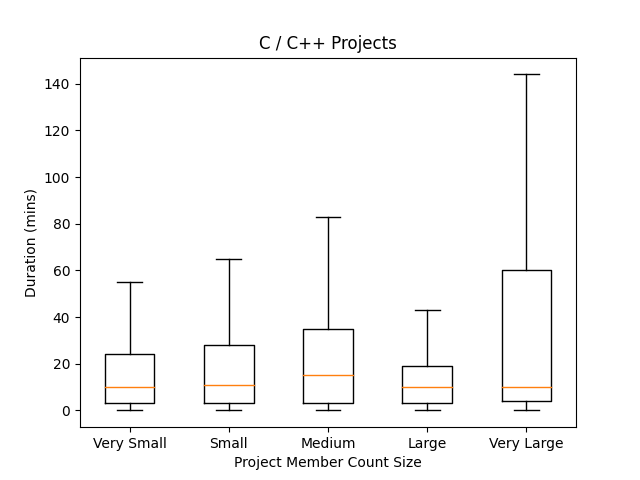 C / C++ Projects
Duration (mins)
140
120
100
80
60
40
20
0
Very Small Small Medium Large Very Large
Project Member Count Size